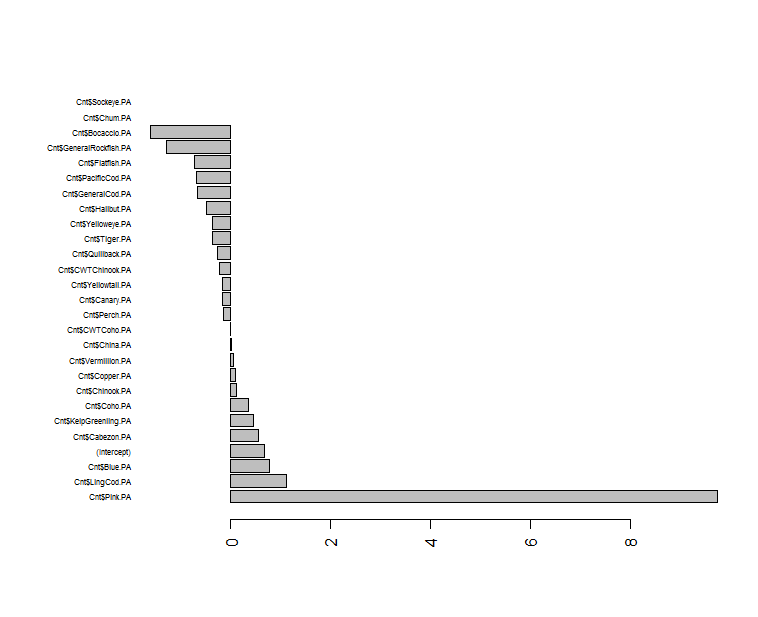 Cnt$Sockeye.PA
Cnt$Chum.PA
Cnt$Bocaccio.PA
Cnt$GeneralRockfish.PA
Cnt$Flatfish.PA
Cnt$PacificCod.PA
Cnt$GeneralCod.PA
Cnt$Halibut.PA
Cnt$Yelloweye.PA
Cnt$Tiger.PA
Cnt$Quillback.PA
Cnt$CWTChinook.PA
Cnt$Yellowtail.PA
Cnt$Canary.PA
Cnt$Perch.PA
Cnt$CWTCoho.PA
Cnt$China.PA
Cnt$Vermillion.PA
Cnt$Copper.PA
Cnt$Chinook.PA
Cnt$Coho.PA
Cnt$KelpGreenling.PA
Cnt$Cabezon.PA
(Intercept)
Cnt$Blue.PA
Cnt$LingCod.PA
Cnt$Pink.PA
0 2 4 6 8